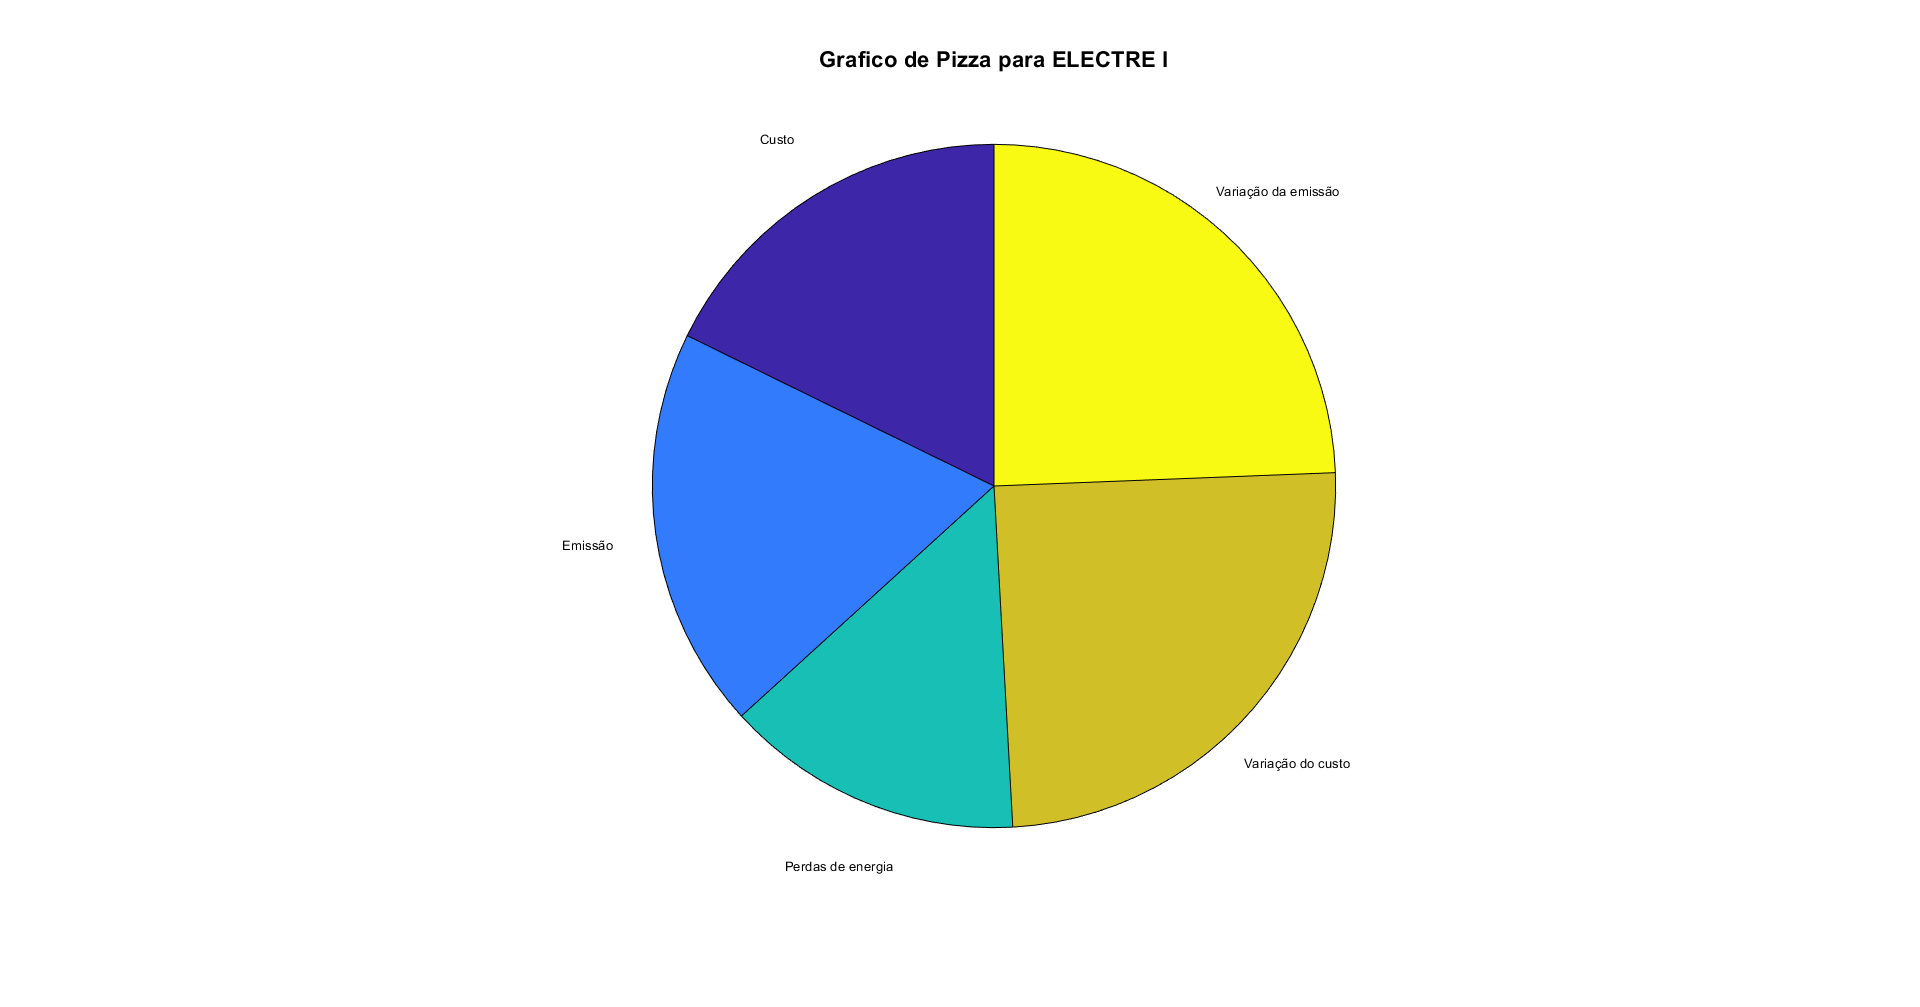 Grafico de Pizza para ELECTRE I
Custo
Variação da emissão
Emissão
Variação do custo
Perdas de energia